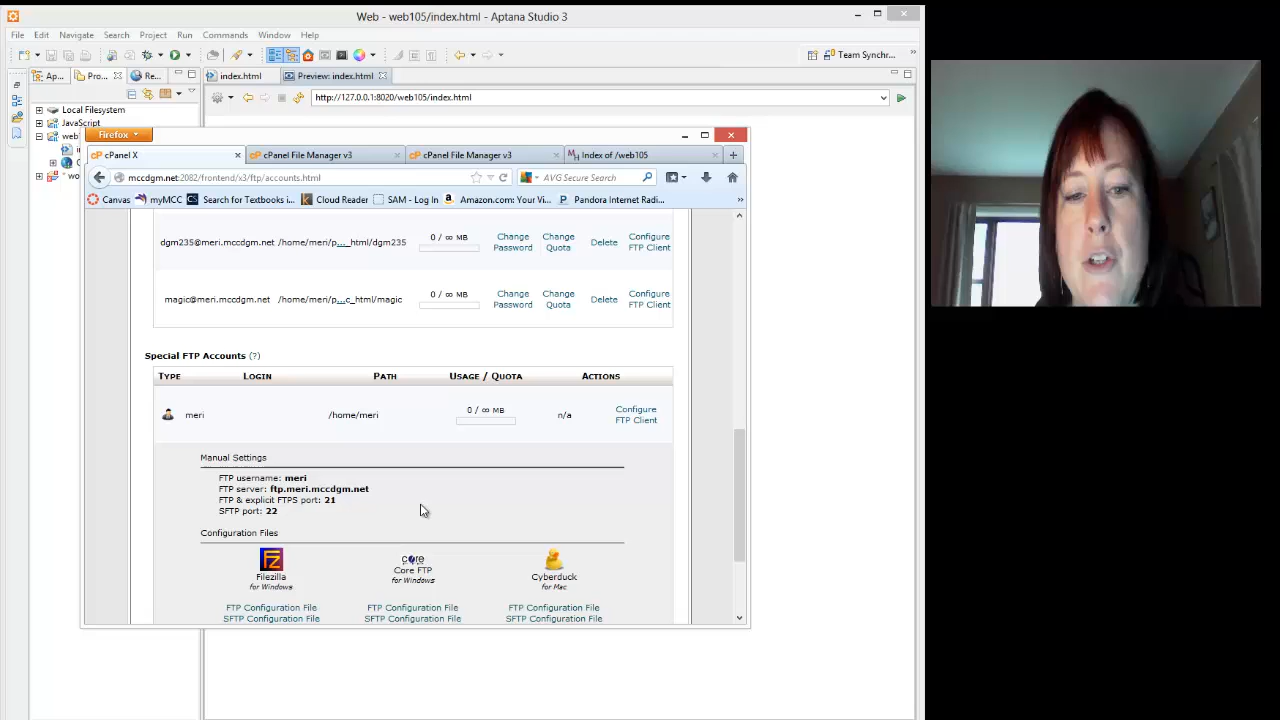 Web - web105/index.html - Aptana Studio 3
File Edit Navigate Search Project Run Commands Window Help
Team Synchr...
Ap... Pro... Re... index.html Preview: index.html
http://127.0.0.1:8020/web105/index.html
Local Filesystem
JavaScript
web
Firefox
cPanel X cPanel File Manager v3 cPanel File Manager v3 Index of /web105
mccdgm.net:2082/frontend/x3/ftp/accounts.html AVG Secure Search
Canvas myMCC Search for Textbooks i... Cloud Reader SAM - Log In Amazon.com: Your Vi... Pandora Internet Radi...
dgm235@meri.mccdgm.net /home/meri/p..._html/dgm235 0 / ∞ MB Change Password Change Quota Delete Configure FTP Client
magic@meri.mccdgm.net /home/meri/p...c_html/magic 0 / ∞ MB Change Password Change Quota Delete Configure FTP Client
Special FTP Accounts (?)
TYPE LOGIN PATH USAGE / QUOTA ACTIONS
meri /home/meri 0 / ∞ MB n/a Configure FTP Client
Manual Settings
FTP username: meri
FTP server: ftp.meri.mccdgm.net
FTP & explicit FTPS port: 21
SFTP port: 22
Configuration Files
core
Filezilla Core FTP Cyberduck
for Windows for Windows for Mac
FTP Configuration File FTP Configuration File FTP Configuration File
SFTP Configuration File SFTP Configuration File SFTP Configuration File